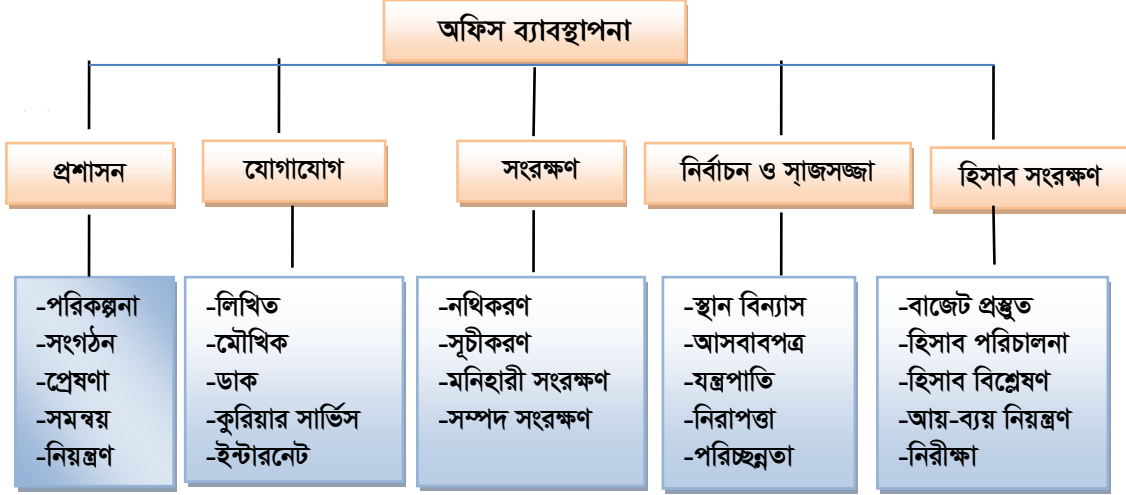 অফিস ব্যাবস্থাপনা
প্রশাসন
যোগাযোগ
সংরক্ষণ
নির্বাচন ও সাজসজ্জা
হিসাব সংরক্ষণ
-পরিকল্পনা
-সংগঠন
-প্রেষণা
-সমন্বয়
-নিয়ন্ত্রণ
-লিখিত
-মৌখিক
-ডাক
-কুরিয়ার সার্ভিস
-ইন্টারনেট
-নথিকরণ
-সূচীকরণ
-মনিহারী সংরক্ষণ
-সম্পদ সংরক্ষণ
-স্থান বিন্যাস
-আসবাবপত্র
-যন্ত্রপাতি
-নিরাপত্তা
-পরিচ্ছন্নতা
-বাজেট প্রস্তুত
-হিসাব পরিচালনা
-হিসাব বিশ্লেষণ
-আয়-ব্যয় নিয়ন্ত্রণ
-নিরীক্ষা